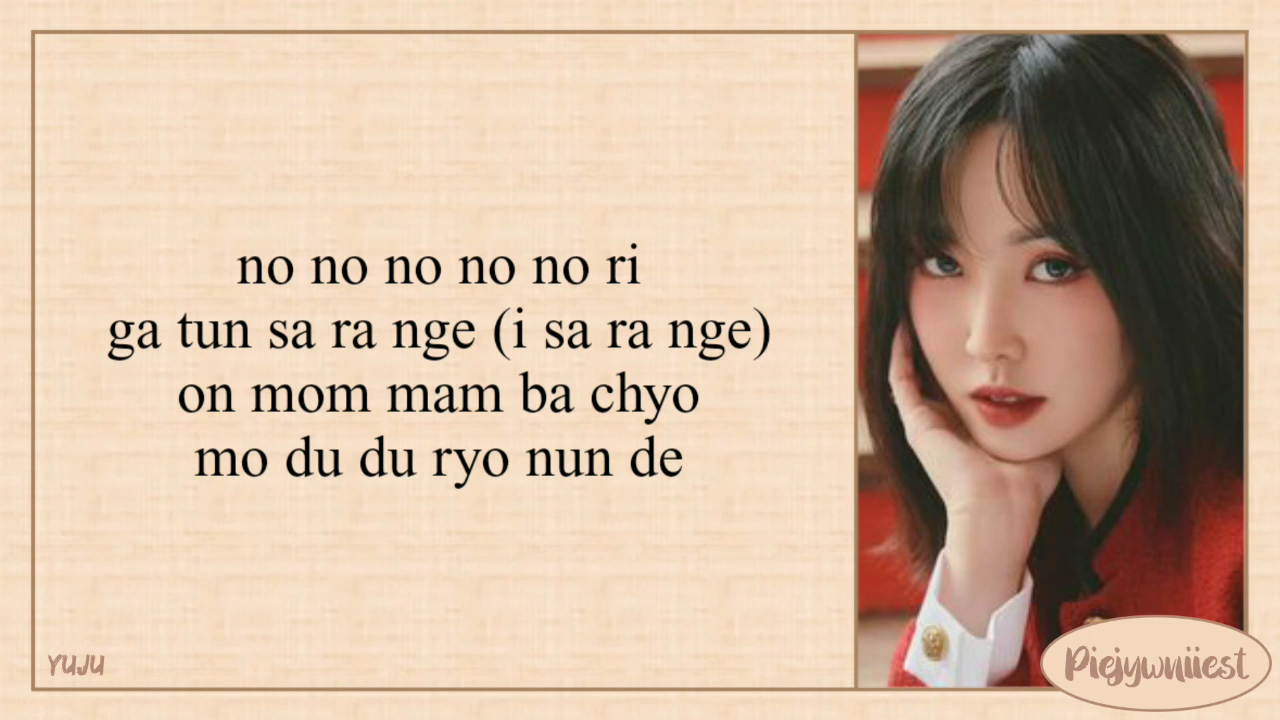 no no no no no ri
ga tun sa ra nge (i sa ra nge)
on mom mam ba chyo
mo du du ryo nun de
YUJU
Piejywniiest